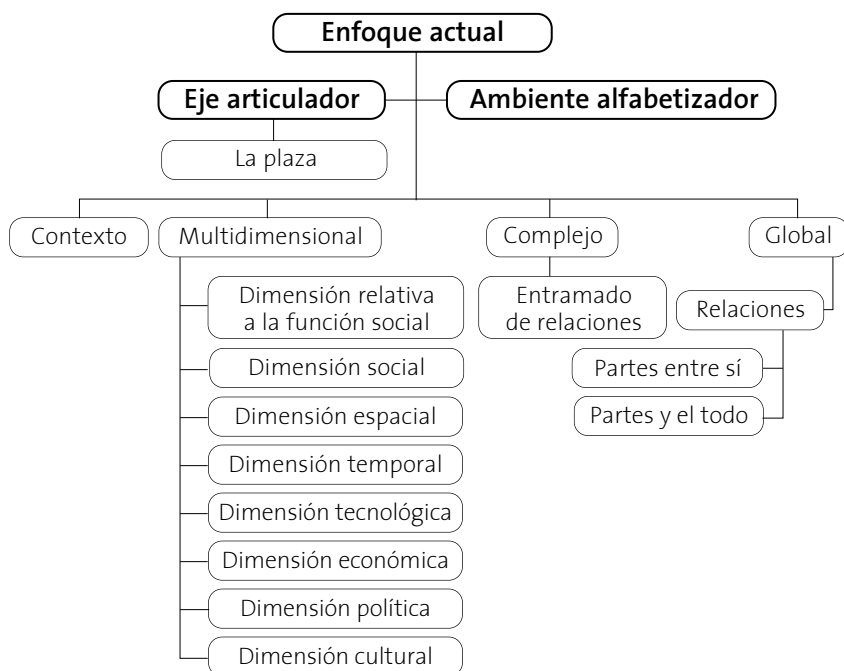 Enfoque actual
Eje articulador
Ambiente alfabetizador
La plaza
Contexto
Multidimensional
Complejo
Global
Dimensión relativa
a la función social
Entramado
de relaciones
Relaciones
Dimensión social
Partes entre sí
Dimensión espacial
Partes y el todo
Dimensión temporal
Dimensión tecnológica
Dimensión económica
Dimensión política
Dimensión cultural